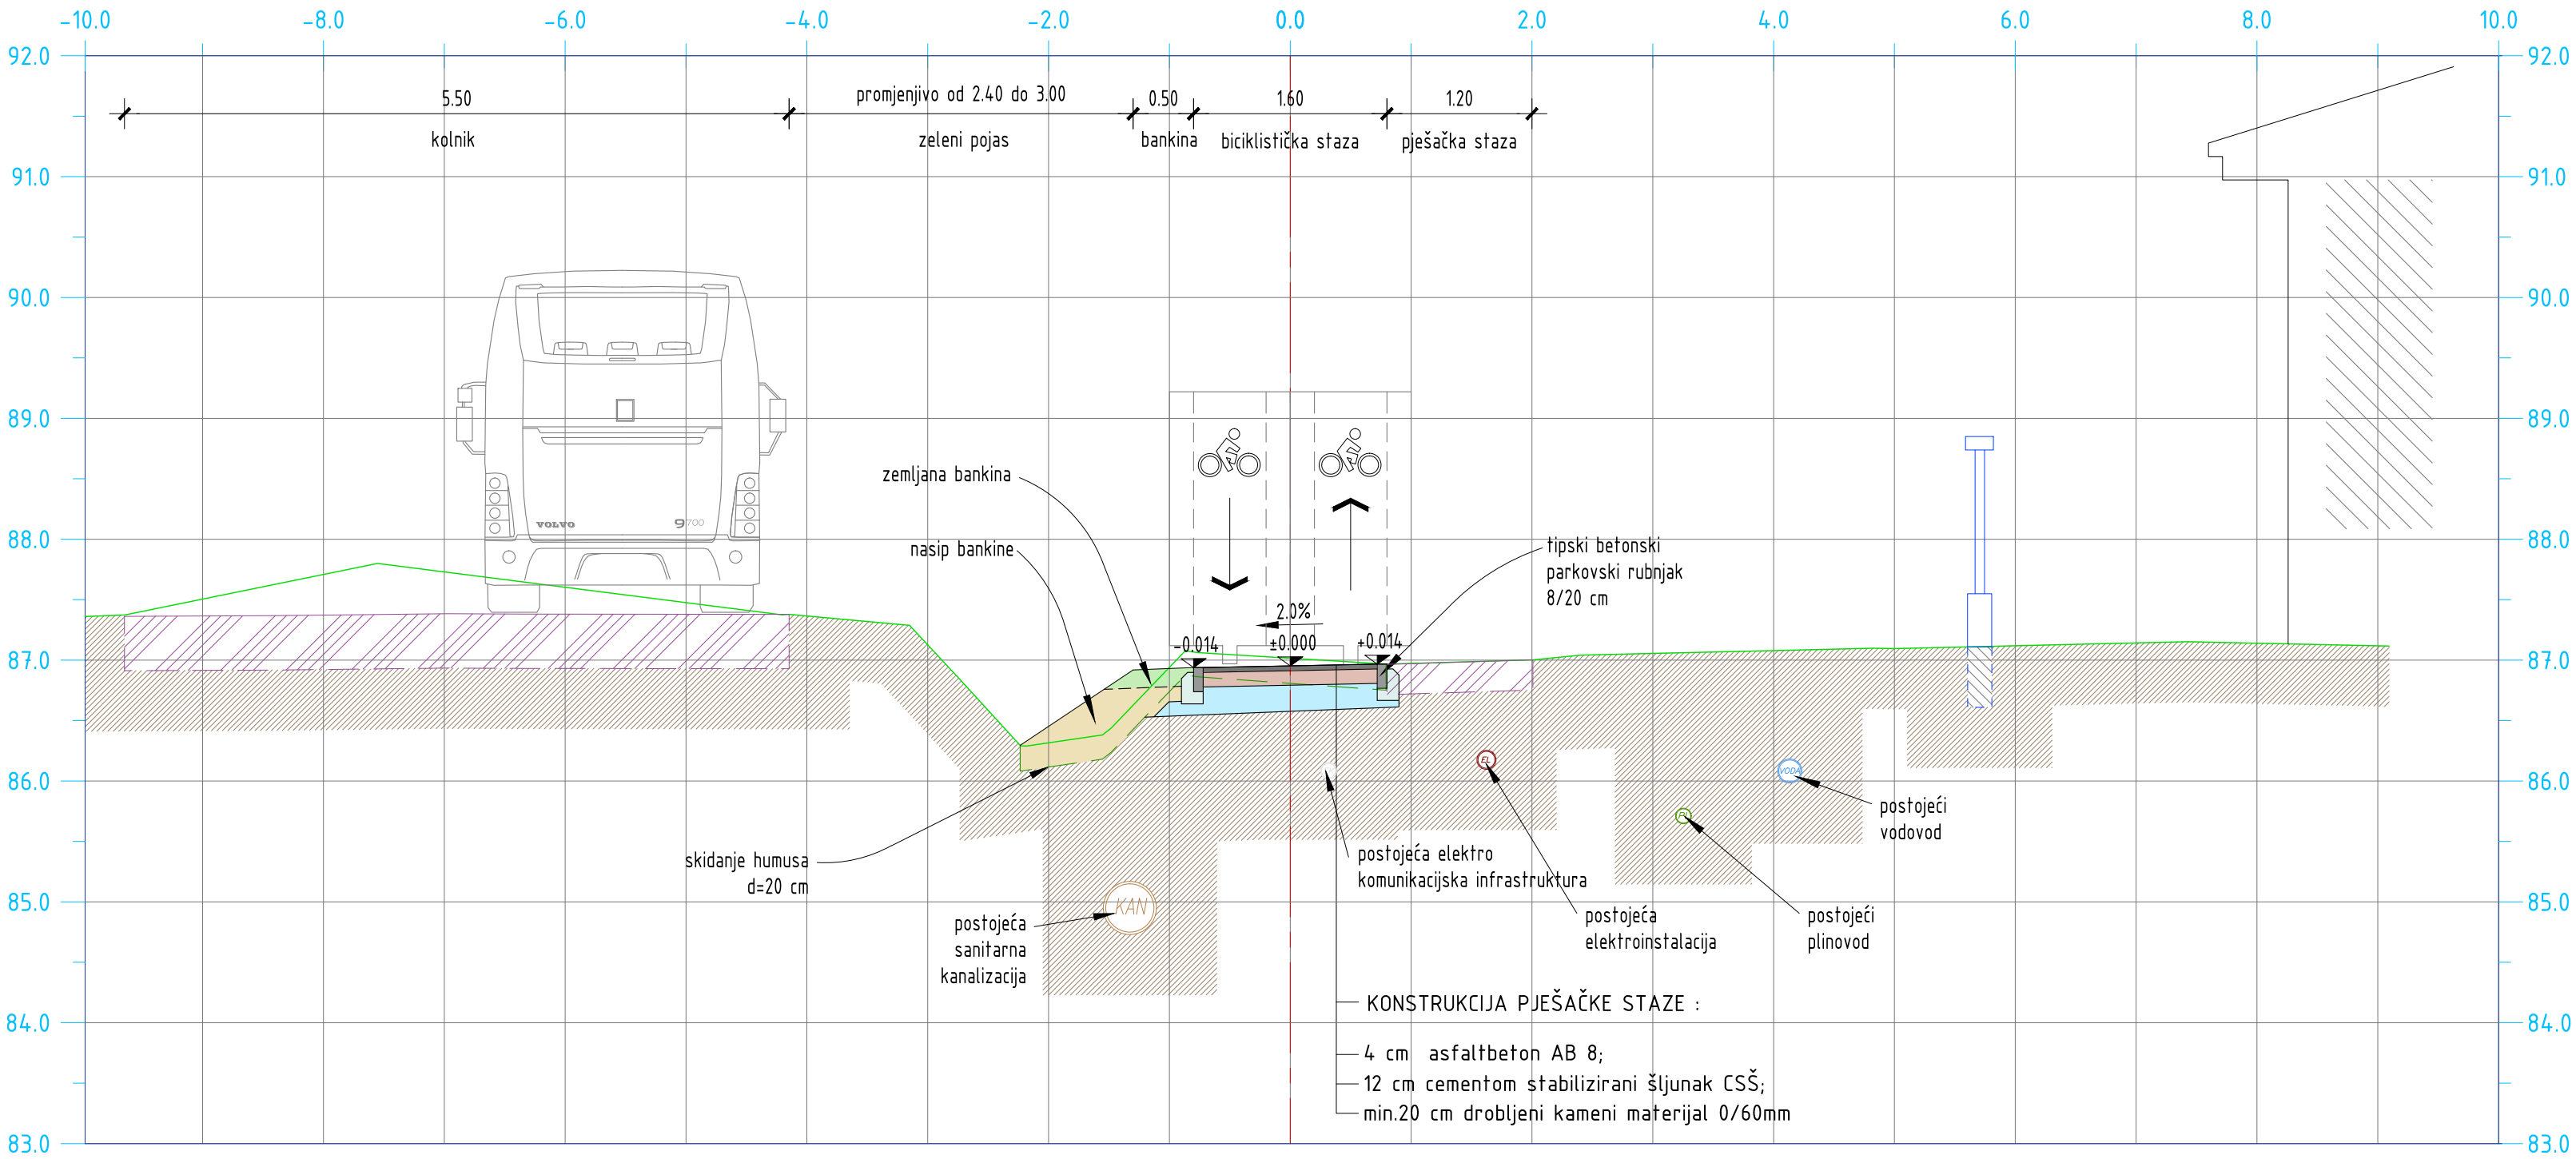 -10.0 -8.0 -6.0 -4.0 -2.0 0.0 2.0 4.0 6.0 8.0 10.0
92.0 92.0
5.50 promjenjivo od 2.40 do 3.00 0.50 1.60 1.20
kolnik zeleni pojas bankina biciklistička staza pješačka staza
91.0 91.0
90.0 90.0
89.0 89.0
zemljana bankina
VOLVO 9700
88.0 88.0
nasip bankine
tipski betonski
parkovski rubnjak
8/20 cm
2.0%
-0.014 ±0.000 +0.014
87.0 87.0
EL
VODA
86.0 86.0
postojeći
vodovod
PL
skidanje humusa
d=20 cm
postojeća elektro
komunikacijska infrastruktura
85.0 85.0
KAN
postojeća
sanitarna
kanalizacija
postojeća
elektroinstalacija
postojeći
plinovod
84.0 84.0
KONSTRUKCIJA PJEŠAČKE STAZE :
4 cm asfaltbeton AB 8;
12 cm cementom stabilizirani šljunak CSŠ;
min.20 cm drobljeni kameni materijal 0/60mm
83.0 83.0